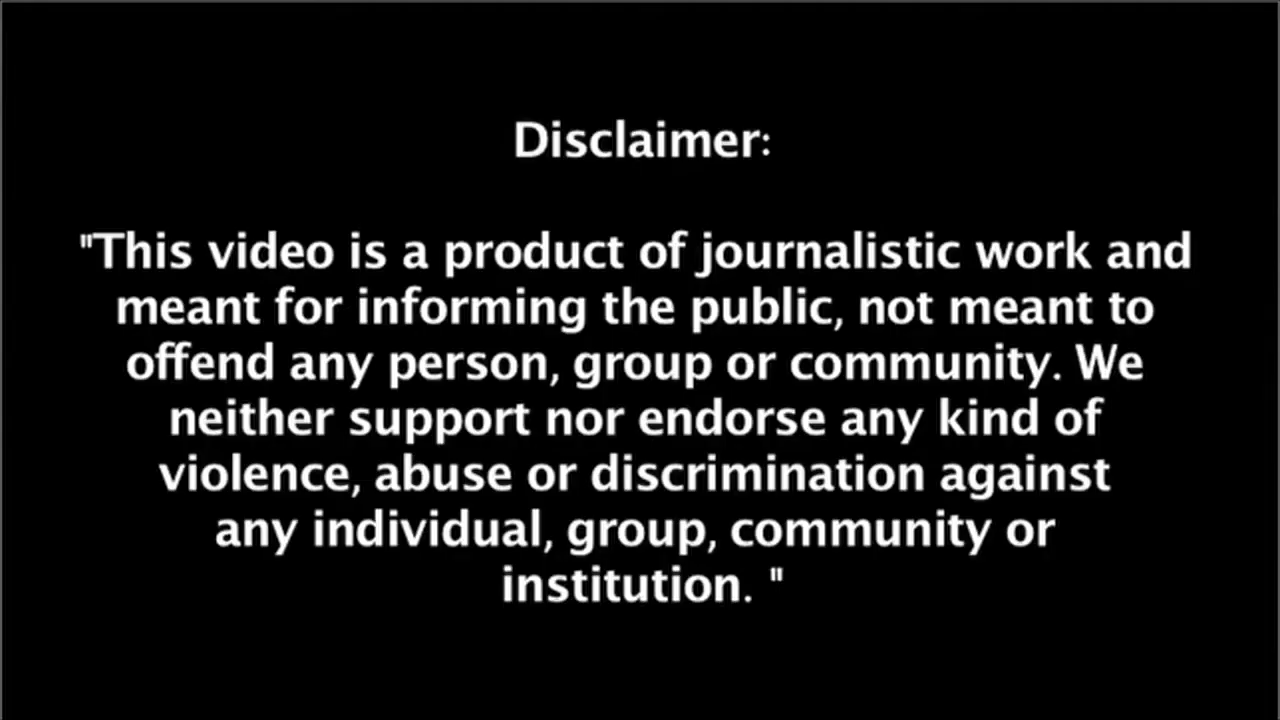 Disclaimer:
"This video is a product of journalistic work and
meant for informing the public, not meant to
offend any person, group or community. We
neither support nor endorse any kind of
violence, abuse or discrimination against
any individual, group, community or
institution. "